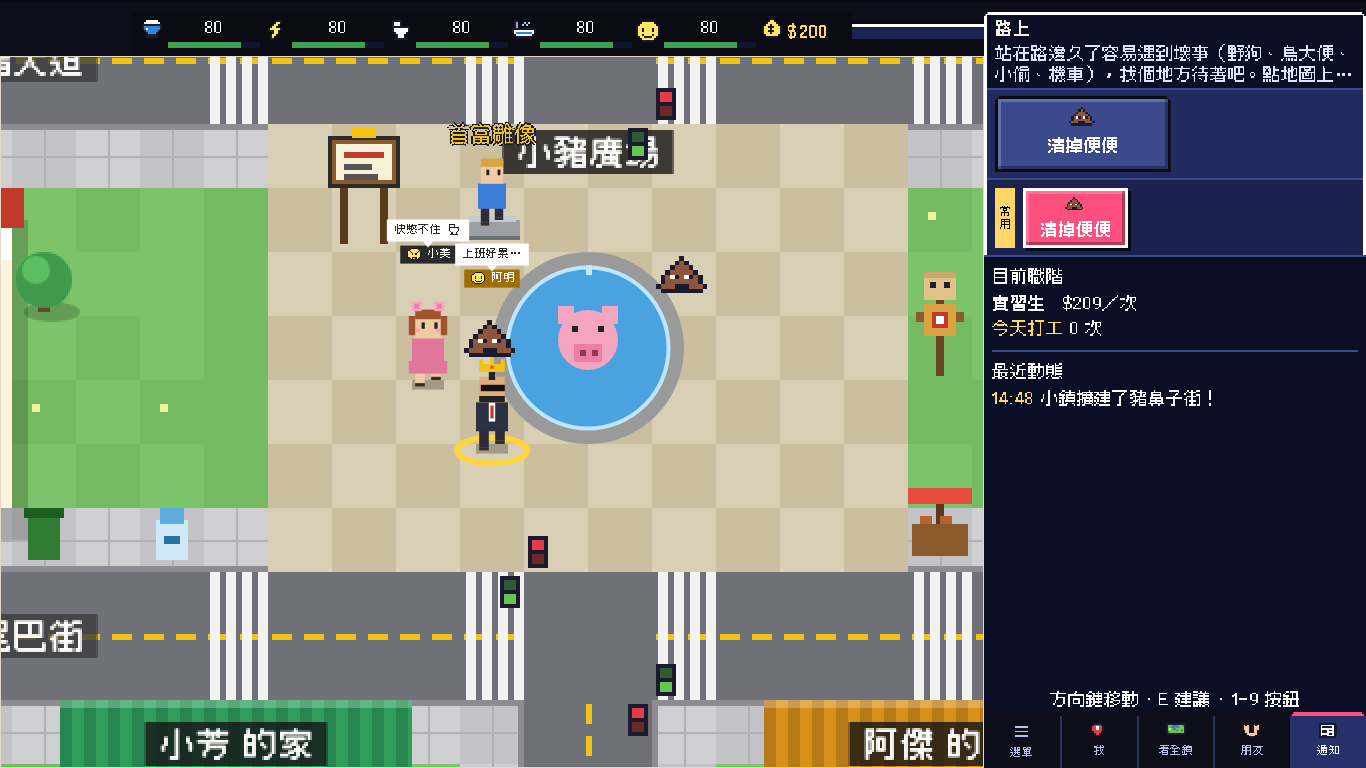 80
80
80
80
80
$200
路上
站在路邊久了容易遇到壞事（野狗、鳥大便、
小偷、機車），找個地方待著吧。點地圖上…
清掉便便
常用
清掉便便
目前職階
實習生 $209／次
今天打工 0 次
最近動態
14:48 小鎮擴建了豬鼻子街！
方向鍵移動 · E 建議 · 1-9 按鈕
選單
我
看全鎮
朋友
通知
首富雕像
小豬廣場
快憋不住
小美
上班好累…
阿明
尾巴街
小芳 的家
阿傑 的